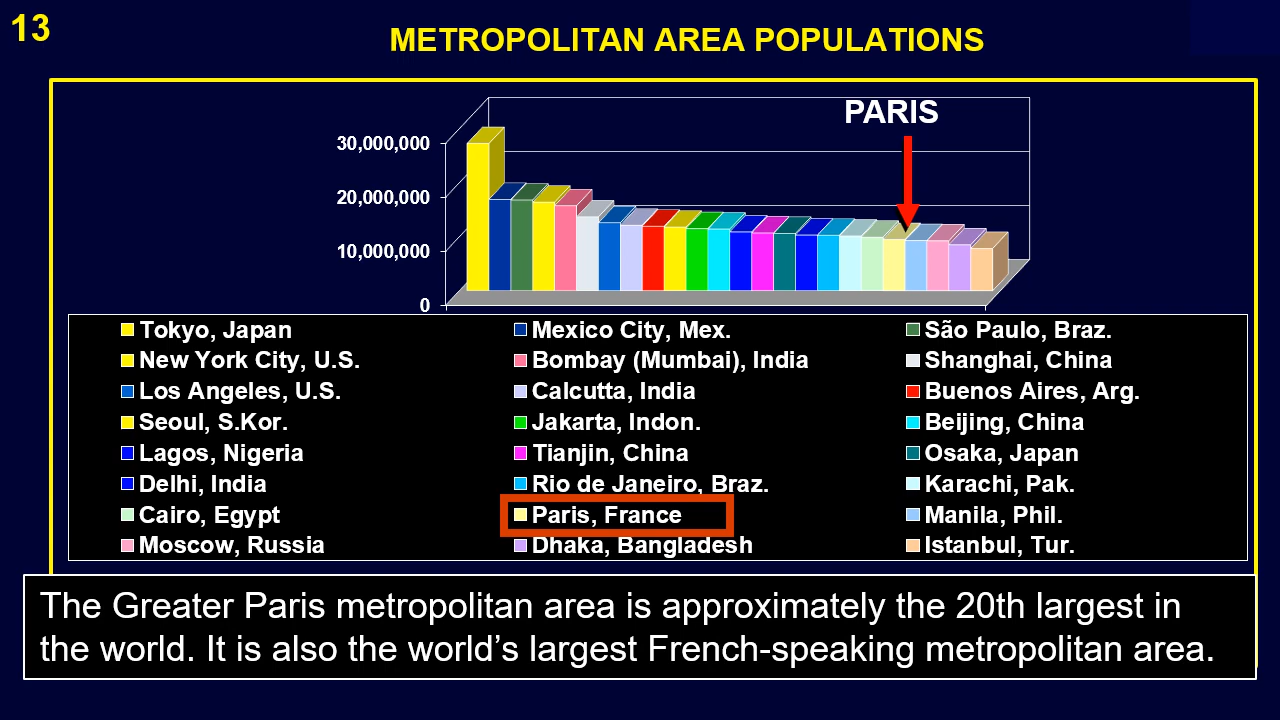 13
METROPOLITAN AREA POPULATIONS
PARIS
30,000,000
20,000,000
10,000,000
0
Tokyo, Japan
Mexico City, Mex.
São Paulo, Braz.
New York City, U.S.
Bombay (Mumbai), India
Shanghai, China
Los Angeles, U.S.
Calcutta, India
Buenos Aires, Arg.
Seoul, S.Kor.
Jakarta, Indon.
Beijing, China
Lagos, Nigeria
Tianjin, China
Osaka, Japan
Delhi, India
Rio de Janeiro, Braz.
Karachi, Pak.
Cairo, Egypt
Paris, France
Manila, Phil.
Moscow, Russia
Dhaka, Bangladesh
Istanbul, Tur.
The Greater Paris metropolitan area is approximately the 20th largest in
the world. It is also the world’s largest French-speaking metropolitan area.